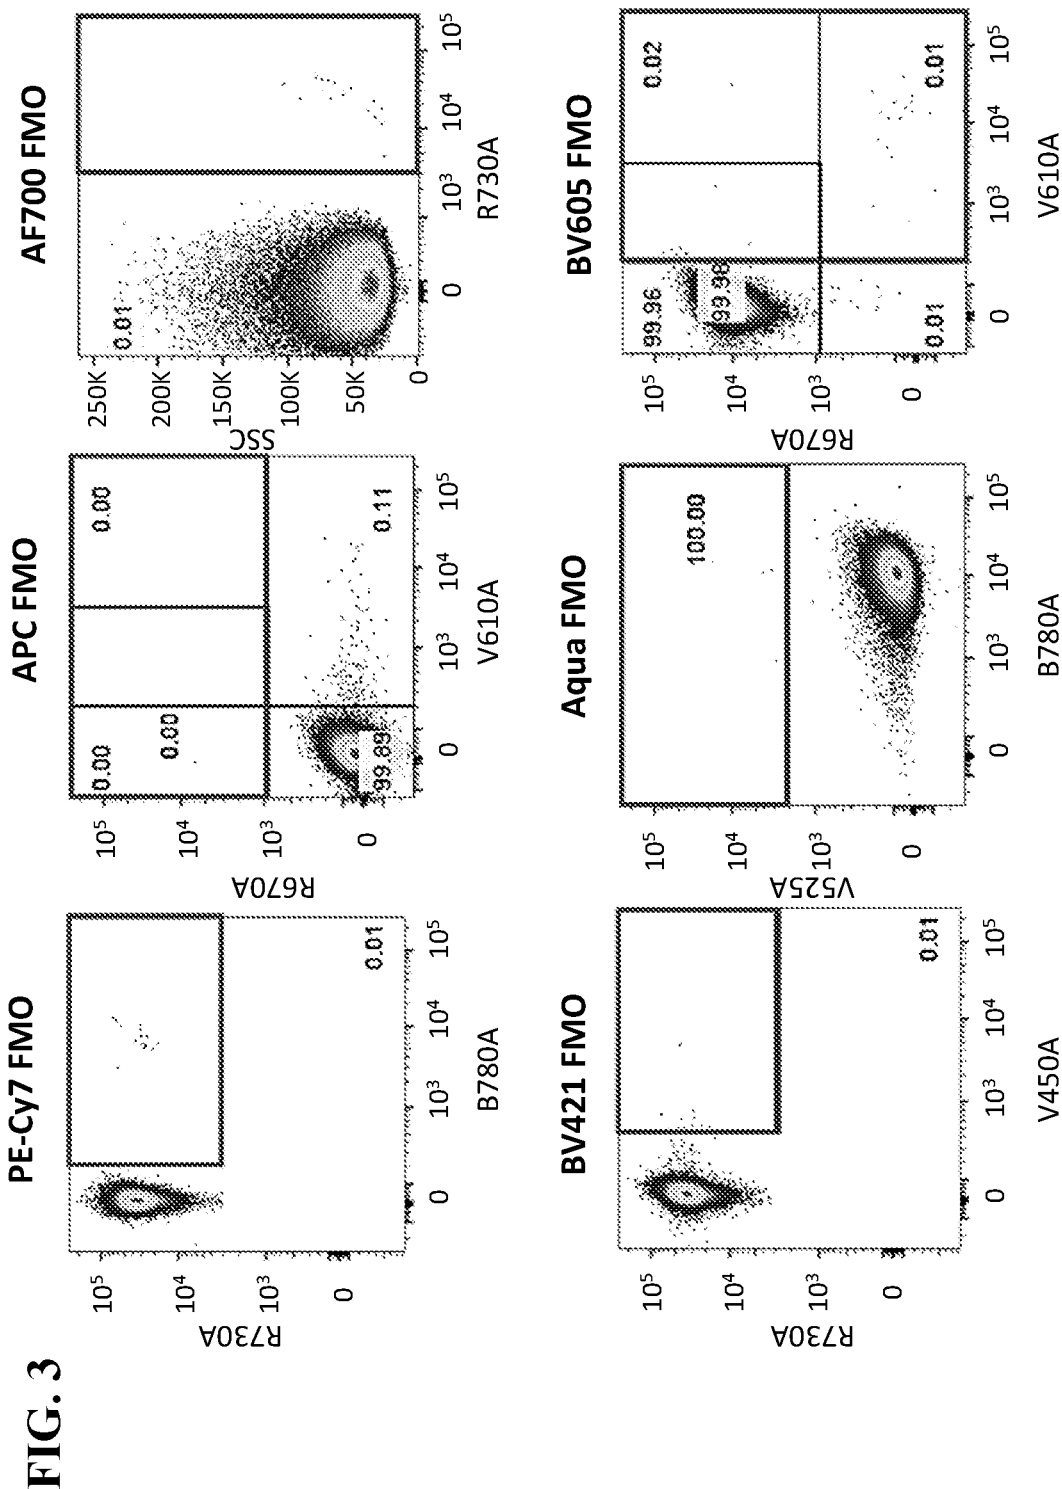 FIG. 3
PE-Cy7 FMO
R730A
10⁵
10⁴
10³
0
0.01
0
10³
10⁴
10⁵
B780A
APC FMO
R670A
10⁵
10⁴
10³
0
0.00
0.00
0.00
99.89
0.11
0
10³
10⁴
10⁵
V610A
AF700 FMO
SSC
250K
200K
150K
100K
50K
0
0.01
0
10³
10⁴
10⁵
R730A
BV421 FMO
R730A
10⁵
10⁴
10³
0
0.01
0
10³
10⁴
10⁵
V450A
Aqua FMO
V525A
10⁵
10⁴
10³
0
100.00
0
10³
10⁴
10⁵
B780A
BV605 FMO
R670A
10⁵
10⁴
10³
0
99.96
0.02
99.98
0.01
0.01
0
10³
10⁴
10⁵
V610A